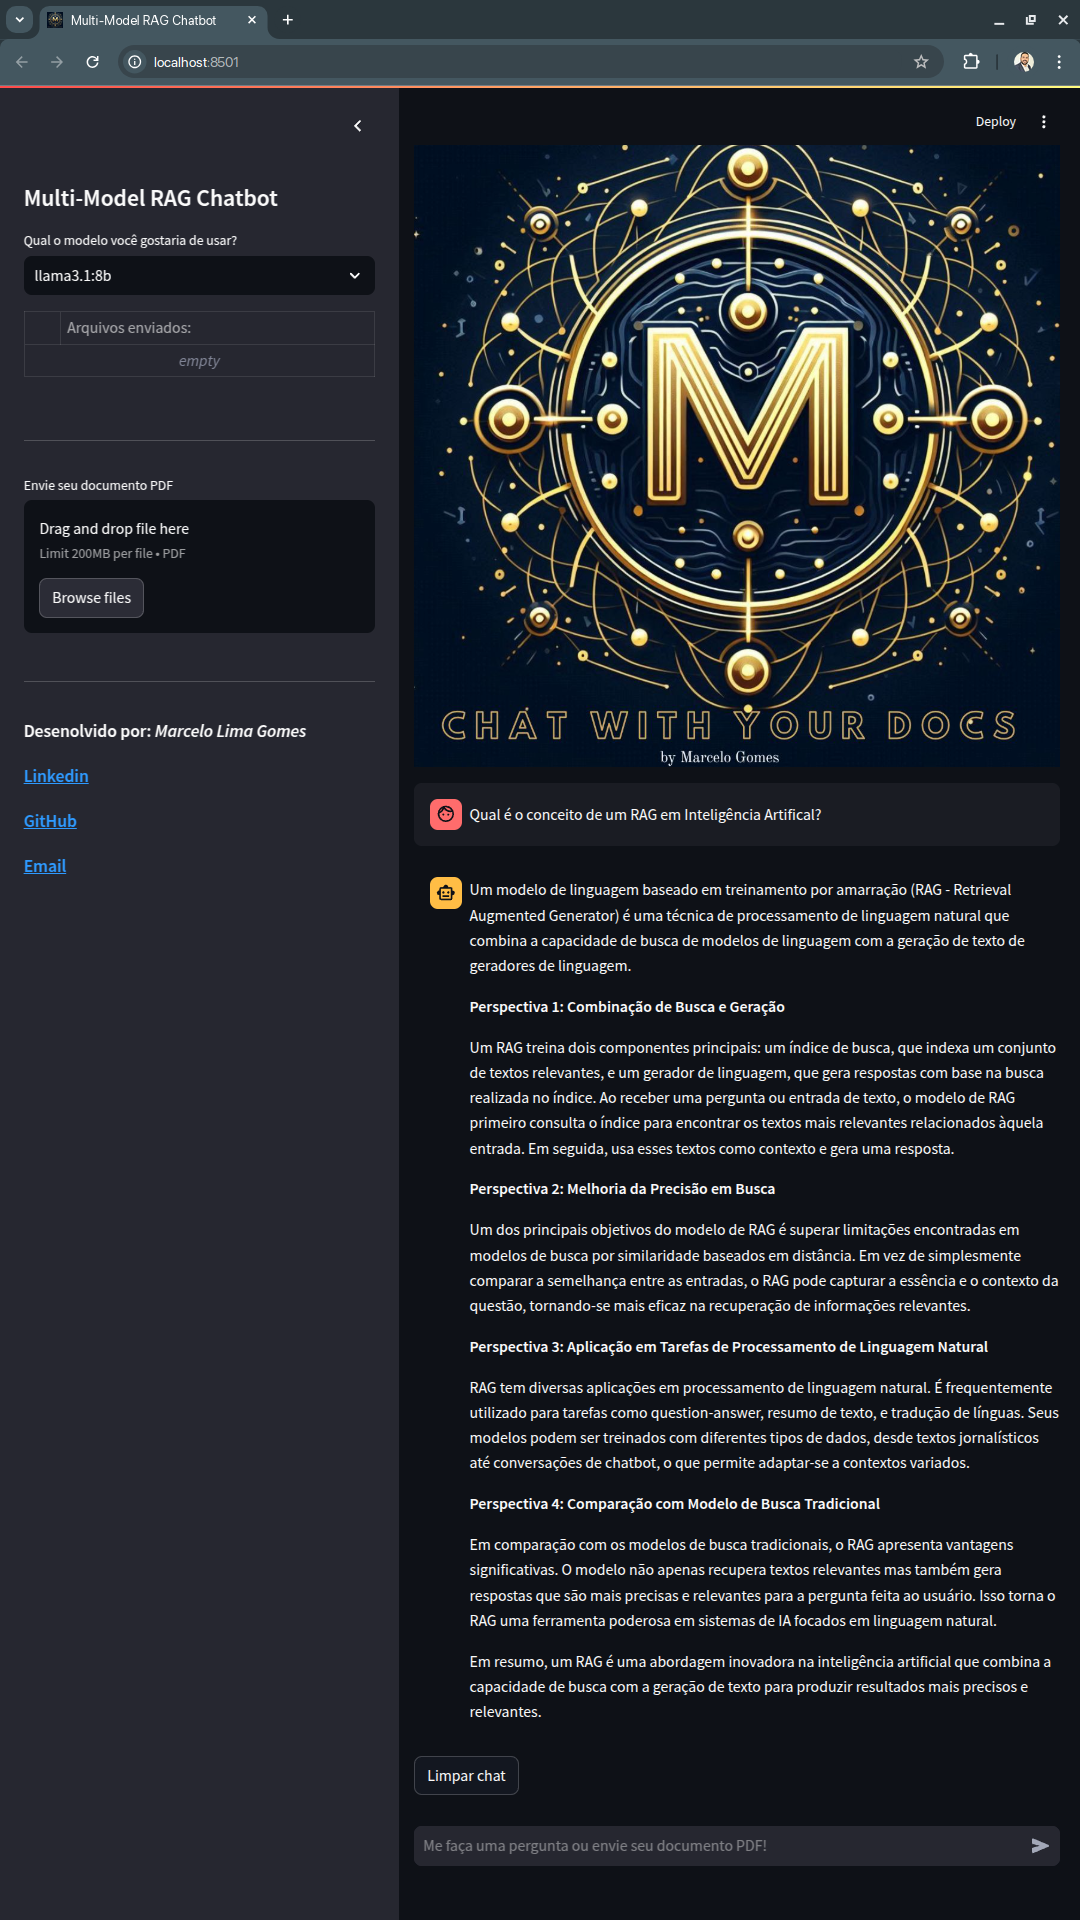 Multi-Model RAG Chatbot
localhost:8501
Deploy
Multi-Model RAG Chatbot
Qual o modelo você gostaria de usar?
llama3.1:8b
Arquivos enviados:
empty
Envie seu documento PDF
Drag and drop file here
Limit 200MB per file • PDF
Browse files
Desenolvido por: Marcelo Lima Gomes
Linkedin
GitHub
Email
M
CHAT WITH YOUR DOCS
by Marcelo Gomes
Qual é o conceito de um RAG em Inteligência Artifical?
Um modelo de linguagem baseado em treinamento por amarração (RAG - Retrieval
Augmented Generator) é uma técnica de processamento de linguagem natural que
combina a capacidade de busca de modelos de linguagem com a geração de texto de
geradores de linguagem.
Perspectiva 1: Combinação de Busca e Geração
Um RAG treina dois componentes principais: um índice de busca, que indexa um conjunto
de textos relevantes, e um gerador de linguagem, que gera respostas com base na busca
realizada no índice. Ao receber uma pergunta ou entrada de texto, o modelo de RAG
primeiro consulta o índice para encontrar os textos mais relevantes relacionados àquela
entrada. Em seguida, usa esses textos como contexto e gera uma resposta.
Perspectiva 2: Melhoria da Precisão em Busca
Um dos principais objetivos do modelo de RAG é superar limitações encontradas em
modelos de busca por similaridade baseados em distância. Em vez de simplesmente
comparar a semelhança entre as entradas, o RAG pode capturar a essência e o contexto da
questão, tornando-se mais eficaz na recuperação de informações relevantes.
Perspectiva 3: Aplicação em Tarefas de Processamento de Linguagem Natural
RAG tem diversas aplicações em processamento de linguagem natural. É frequentemente
utilizado para tarefas como question-answer, resumo de texto, e tradução de línguas. Seus
modelos podem ser treinados com diferentes tipos de dados, desde textos jornalísticos
até conversações de chatbot, o que permite adaptar-se a contextos variados.
Perspectiva 4: Comparação com Modelo de Busca Tradicional
Em comparação com os modelos de busca tradicionais, o RAG apresenta vantagens
significativas. O modelo não apenas recupera textos relevantes mas também gera
respostas que são mais precisas e relevantes para a pergunta feita ao usuário. Isso torna o
RAG uma ferramenta poderosa em sistemas de IA focados em linguagem natural.
Em resumo, um RAG é uma abordagem inovadora na inteligência artificial que combina a
capacidade de busca com a geração de texto para produzir resultados mais precisos e
relevantes.
Limpar chat
Me faça uma pergunta ou envie seu documento PDF!